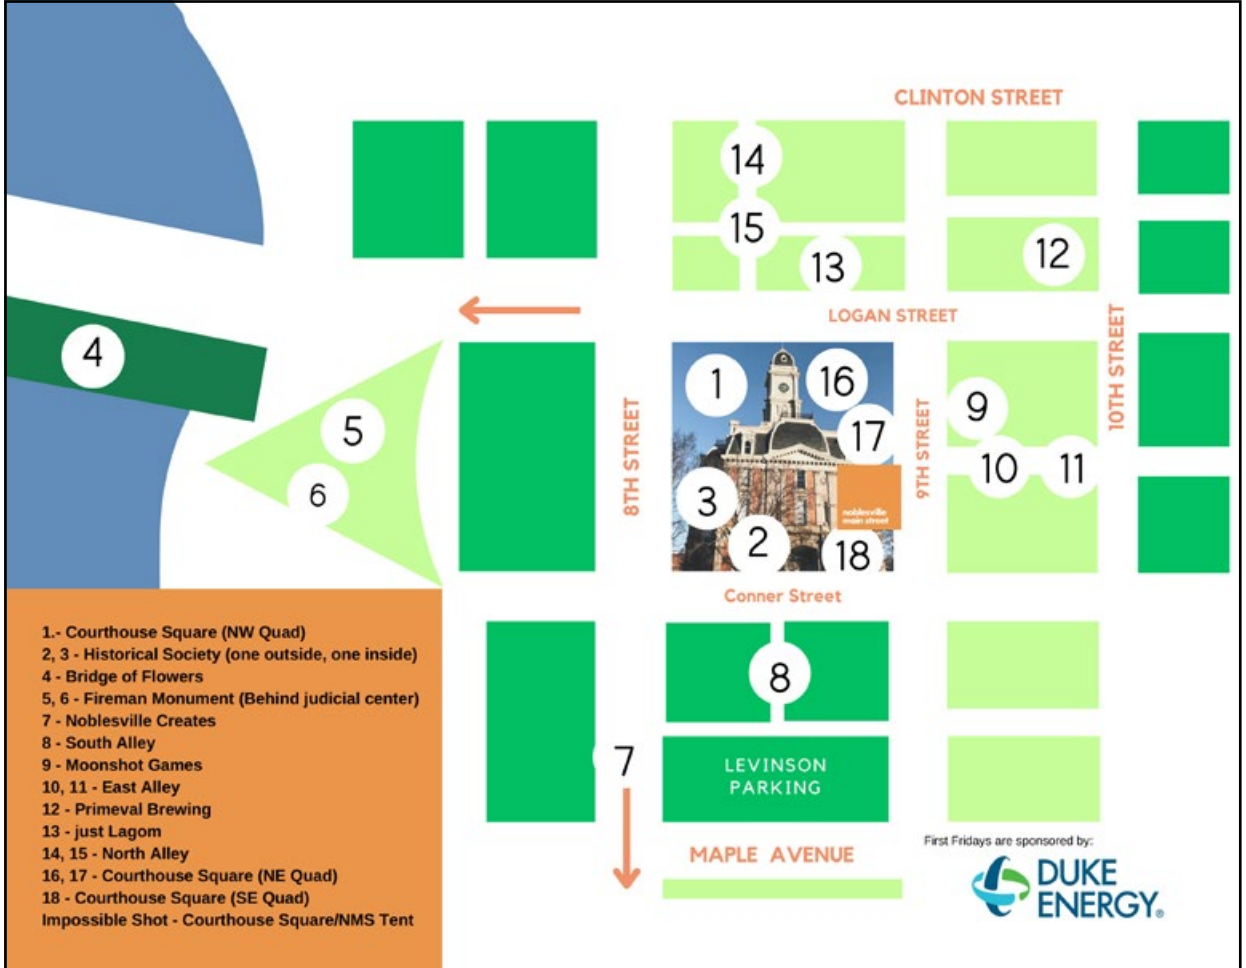 CLINTON STREET
14
15
13
12
LOGAN STREET
4
5
6
8TH STREET
1
16
17
3
2
18
noblesville
main street
9TH STREET
9
10
11
10TH STREET
Conner Street
8
7
LEVINSON
PARKING
MAPLE AVENUE
1.- Courthouse Square (NW Quad)
2, 3 - Historical Society (one outside, one inside)
4 - Bridge of Flowers
5, 6 - Fireman Monument (Behind judicial center)
7 - Noblesville Creates
8 - South Alley
9 - Moonshot Games
10, 11 - East Alley
12 - Primeval Brewing
13 - just Lagom
14, 15 - North Alley
16, 17 - Courthouse Square (NE Quad)
18 - Courthouse Square (SE Quad)
Impossible Shot - Courthouse Square/NMS Tent
First Fridays are sponsored by:
DUKE
ENERGY®